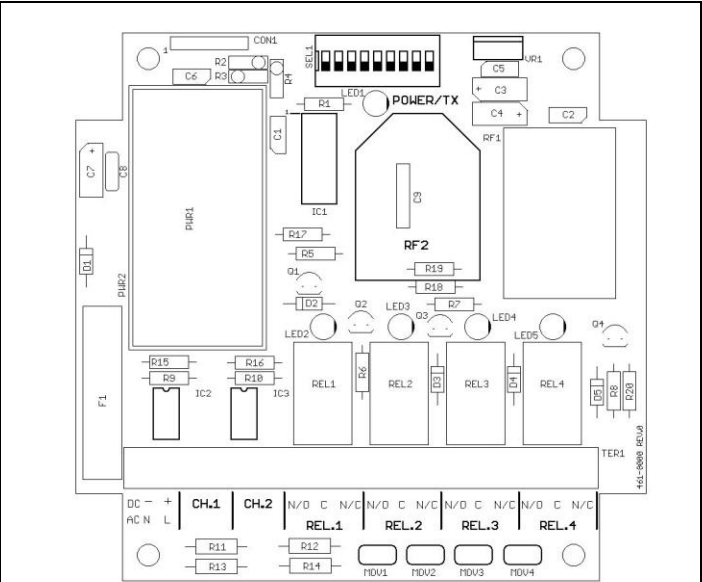 1 CON1
R2
R3
R4
C6
SEL1
VR1
C5
C3 +
C4 +
C2
LED1 POWER/TX
R1
1
C1
RF1
C7 +
C8
PWR1
IC1
C9
RF2
R17
R5
R19
R18
R7
D1
PWR2
Q1
D2
Q2
LED3
Q3
LED4
Q4
LED2
LED5
R15 R16
R9 R10
IC2 IC3
REL1 REL2 REL3 REL4
R6 D3 D4 D5 R8 R20
F1
TER1
461-0000 REV.0
DC - + CH.1 CH.2 N/O C N/C N/O C N/C N/O C N/C N/O C N/C
AC N L REL.1 REL.2 REL.3 REL.4
R11 R12
R13 R14
MOV1 MOV2 MOV3 MOV4